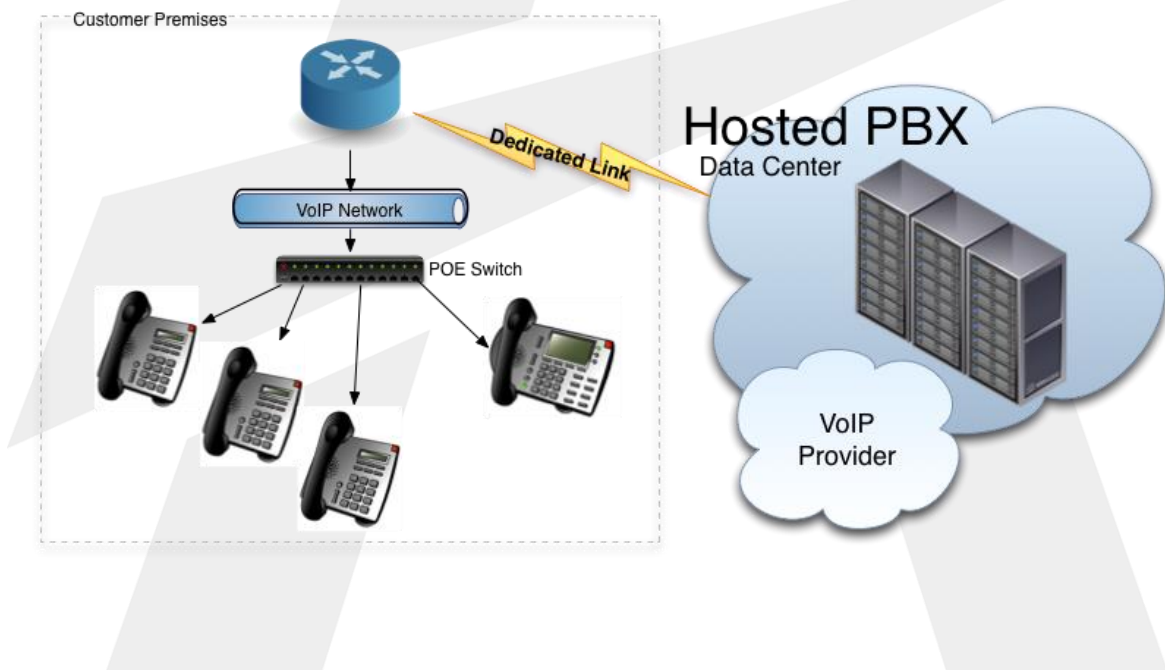 Customer Premises
Hosted PBX
Dedicated Link
Data Center
VoIP Network
POE Switch
VoIP
Provider